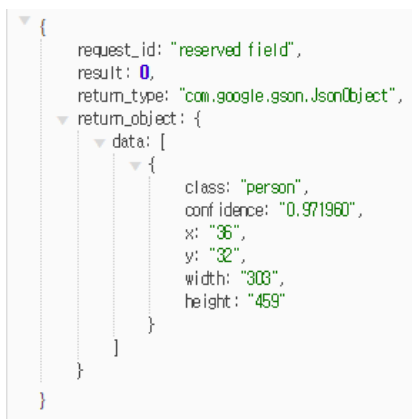 {
request_id: "reserved field",
result: 0,
return_type: "com.google.gson.JsonObject",
return_object: {
data: [
{
class: "person",
confidence: "0.971960",
x: "36",
y: "32",
width: "303",
height: "459"
}
]
}
}